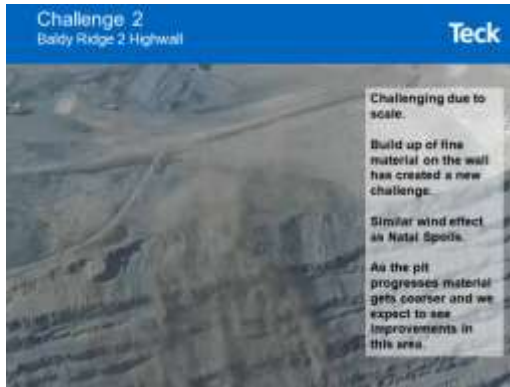 Challenge 2
Baldy Ridge 2 Highwall
Teck
Challenging due to
scale.
Build up of fine
material on the wall
has created a new
challenge.
Similar wind effect
as Natal Spoils.
As the pit
progresses material
gets coarser and we
expect to see
improvements in
this area